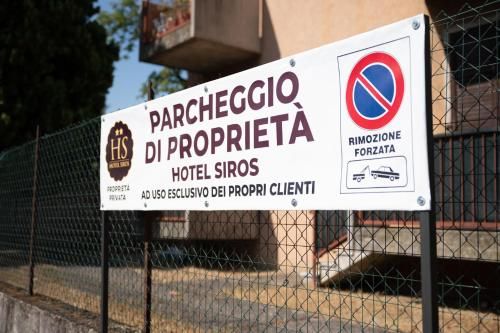 PARCHEGGIO
DI PROPRIETÀ
HOTEL SIROS
AD USO ESCLUSIVO DEI PROPRI CLIENTI
HS
HOTEL SIROS
PROPRIETÀ
PRIVATA
RIMOZIONE
FORZATA